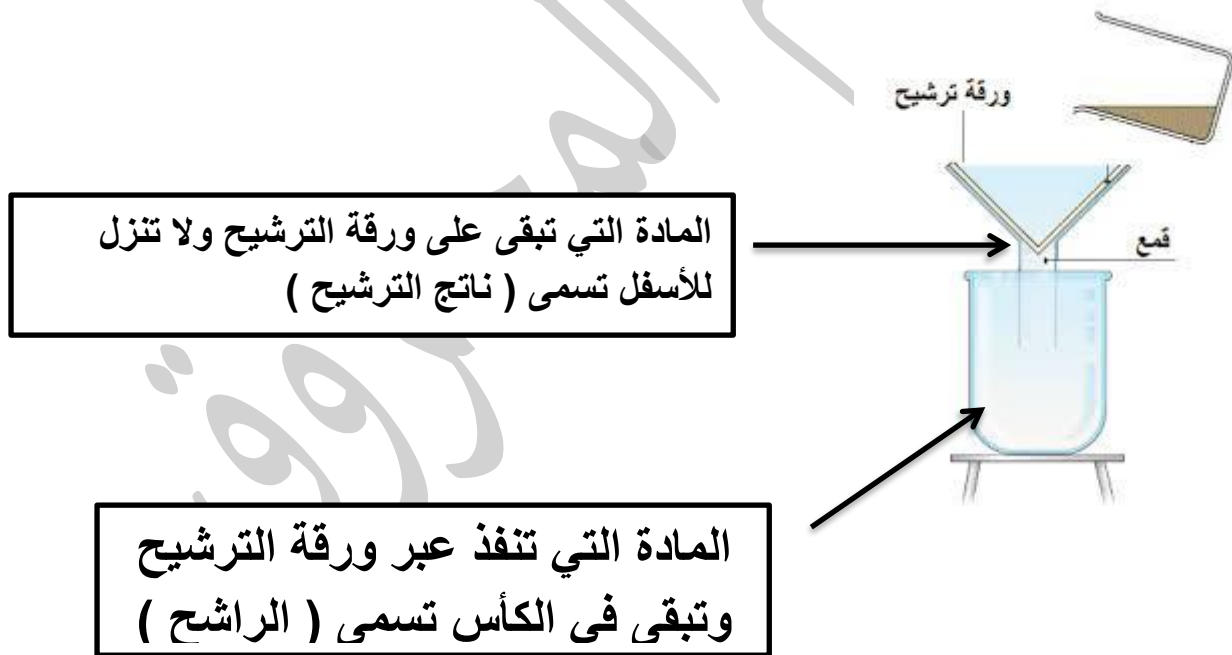 ورقة ترشيح
المادة التي تبقى على ورقة الترشيح ولا تنزل
للأسفل تسمى ( ناتج الترشيح )
قمع
المادة التي تنفذ عبر ورقة الترشيح
وتبقى في الكأس تسمى ( الراشح )